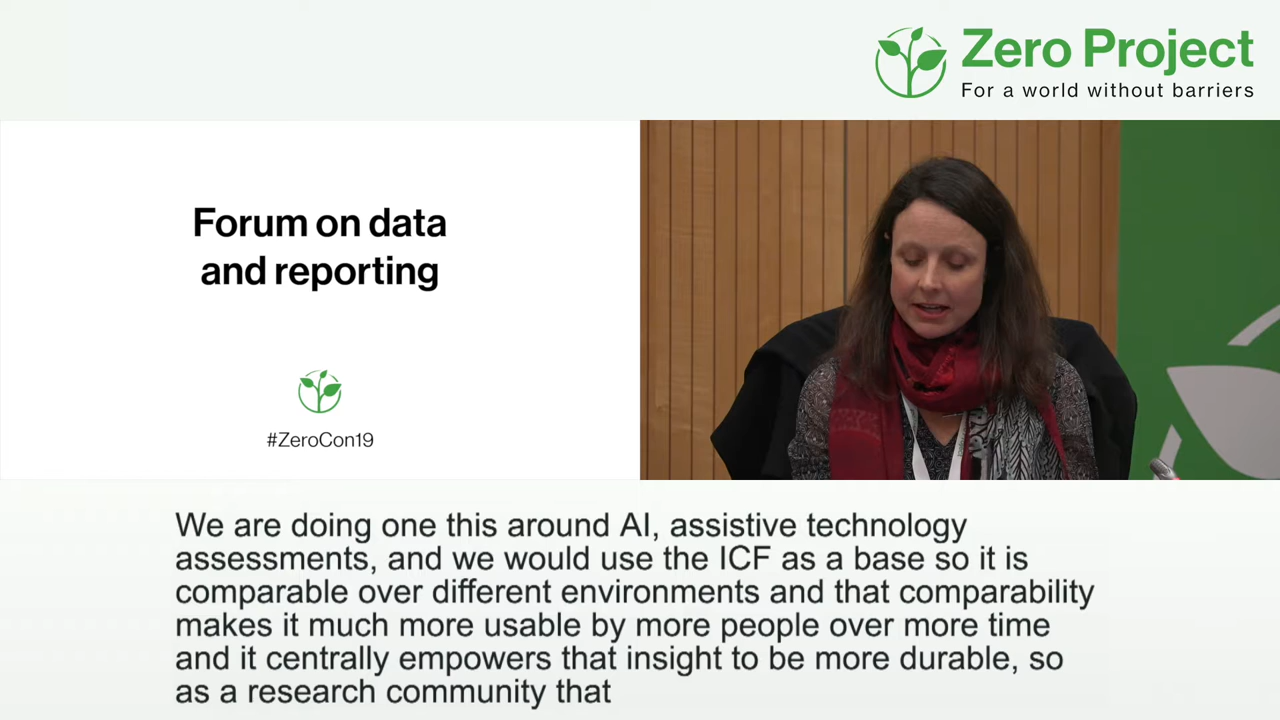 Zero Project
For a world without barriers
Forum on data
and reporting
#ZeroCon19
We are doing one this around AI, assistive technology
assessments, and we would use the ICF as a base so it is
comparable over different environments and that comparability
makes it much more usable by more people over more time
and it centrally empowers that insight to be more durable, so
as a research community that